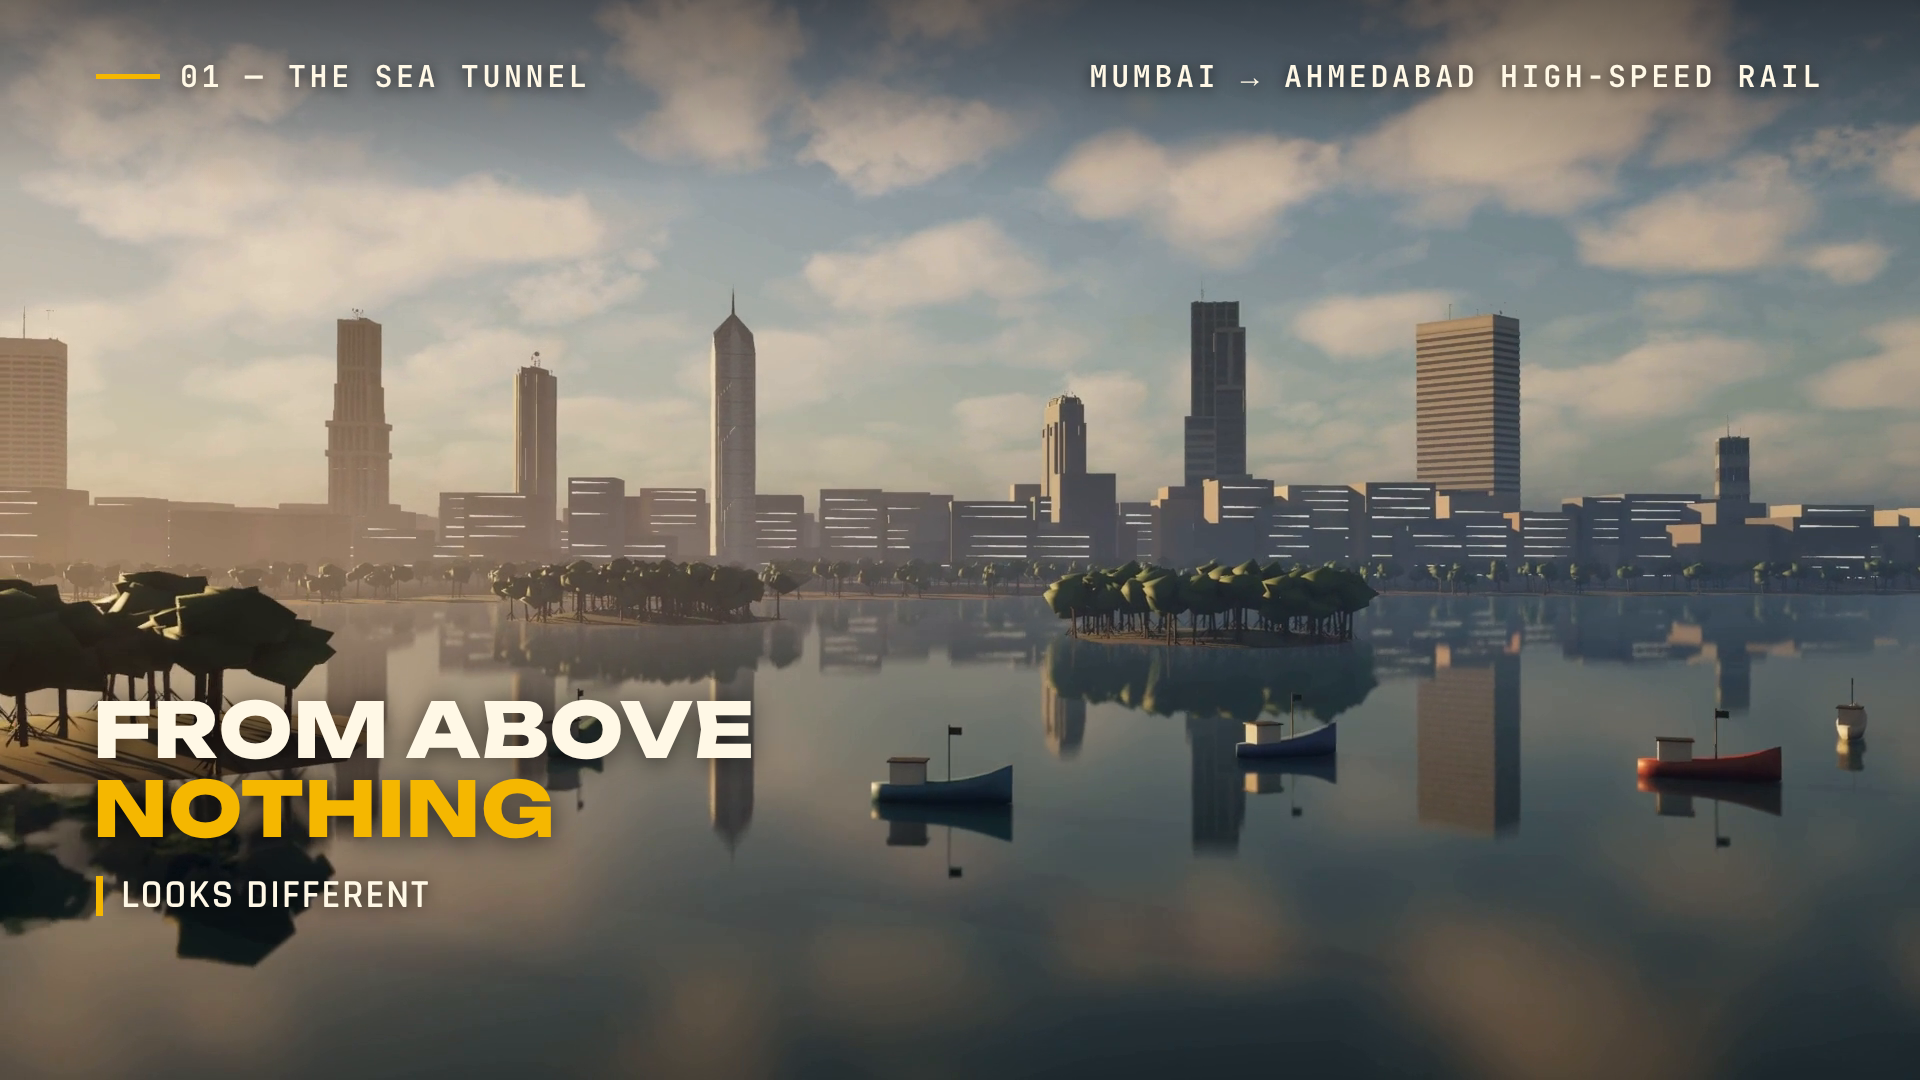 01 — THE SEA TUNNEL
MUMBAI → AHMEDABAD HIGH-SPEED RAIL
FROM ABOVE
NOTHING
LOOKS DIFFERENT